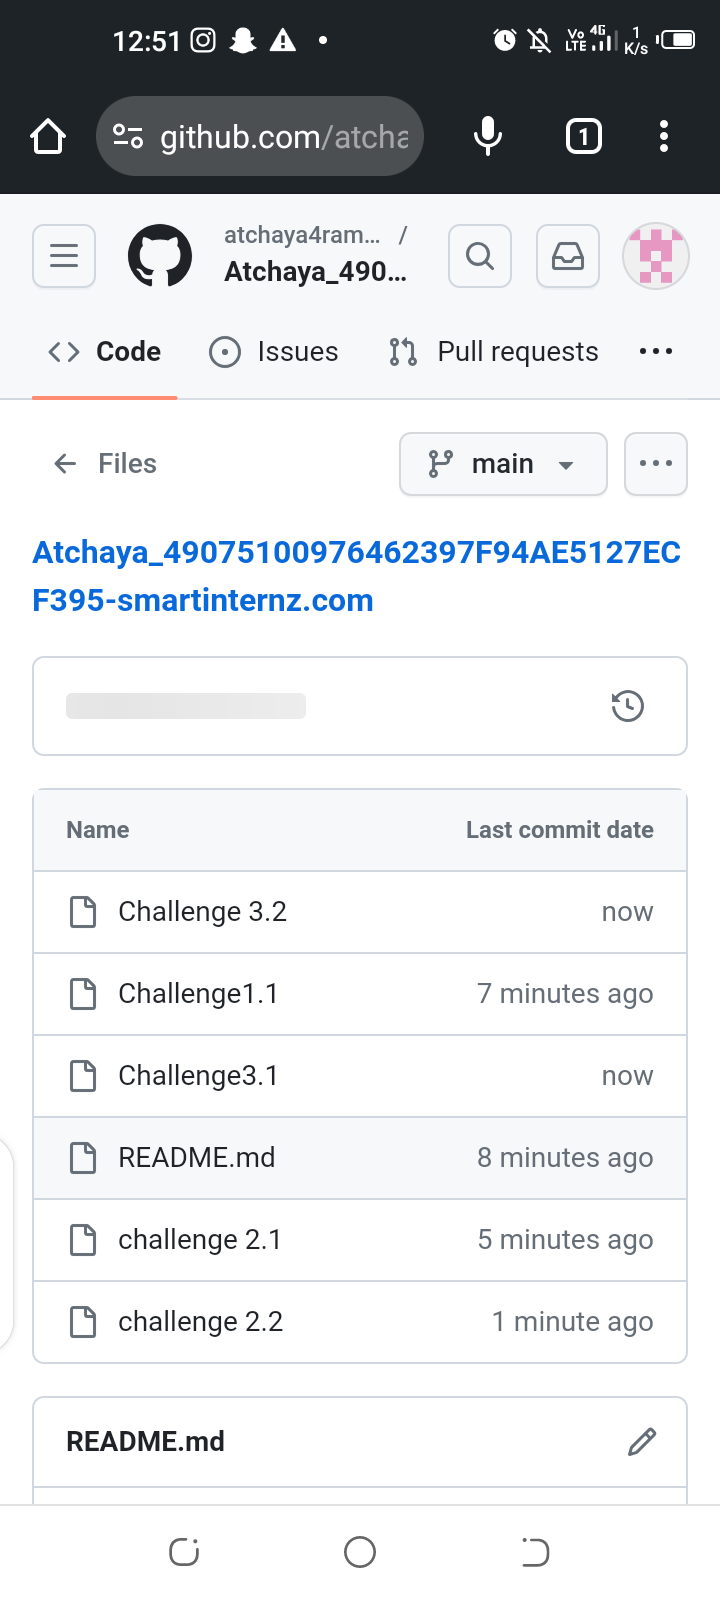 12:51
Vo LTE 4G 1 K/s
github.com/atcha
1
atchaya4ram... /
Atchaya_490...
Code Issues Pull requests
Files main
Atchaya_49075100976462397F94AE5127EC
F395-smartinternz.com
Name Last commit date
Challenge 3.2 now
Challenge1.1 7 minutes ago
Challenge3.1 now
README.md 8 minutes ago
challenge 2.1 5 minutes ago
challenge 2.2 1 minute ago
README.md